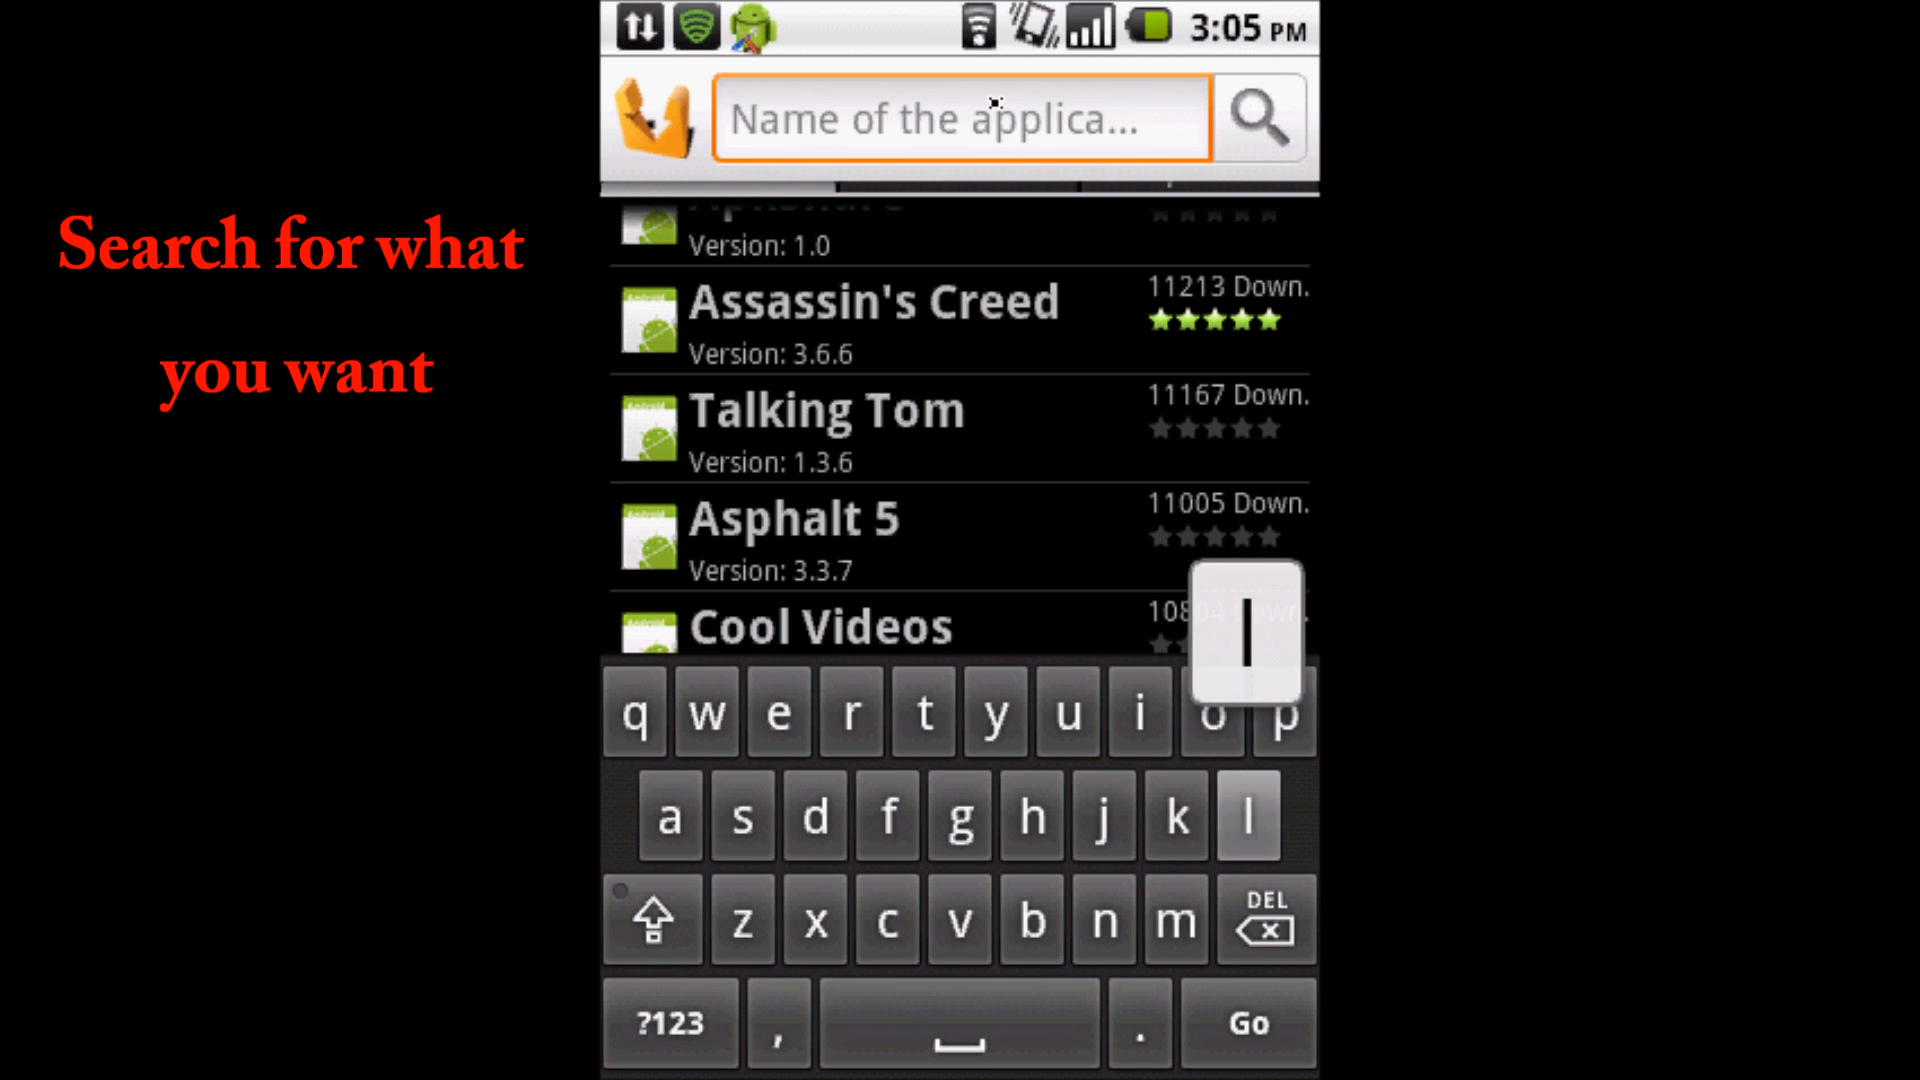 3:05 PM
Name of the applica...
Search for what
you want
Version: 1.0
Assassin's Creed
11213 Down.
Version: 3.6.6
Talking Tom
11167 Down.
Version: 1.3.6
Asphalt 5
11005 Down.
Version: 3.3.7
Cool Videos
l
q w e r t y u i o p
a s d f g h j k l
z x c v b n m DEL
?123 , . Go